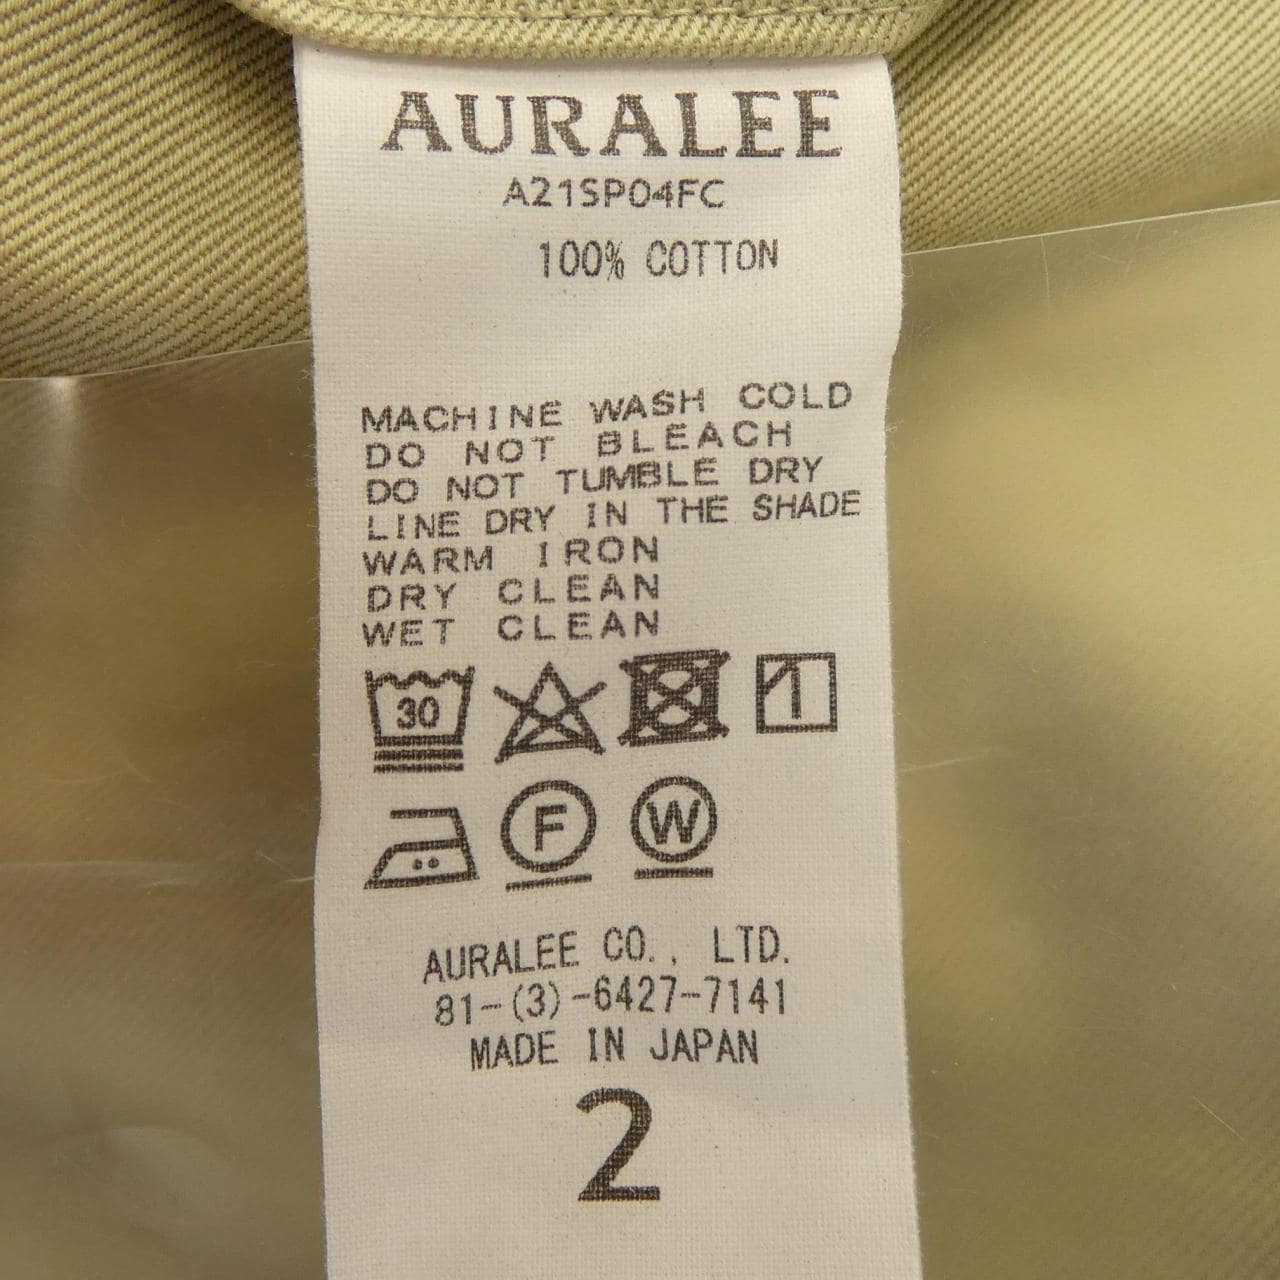 AURALEE
A21SP04FC
100% COTTON
MACHINE WASH COLD
DO NOT BLEACH
DO NOT TUMBLE DRY
LINE DRY IN THE SHADE
WARM IRON
DRY CLEAN
WET CLEAN
30
F W
AURALEE CO., LTD.
81-(3)-6427-7141
MADE IN JAPAN
2